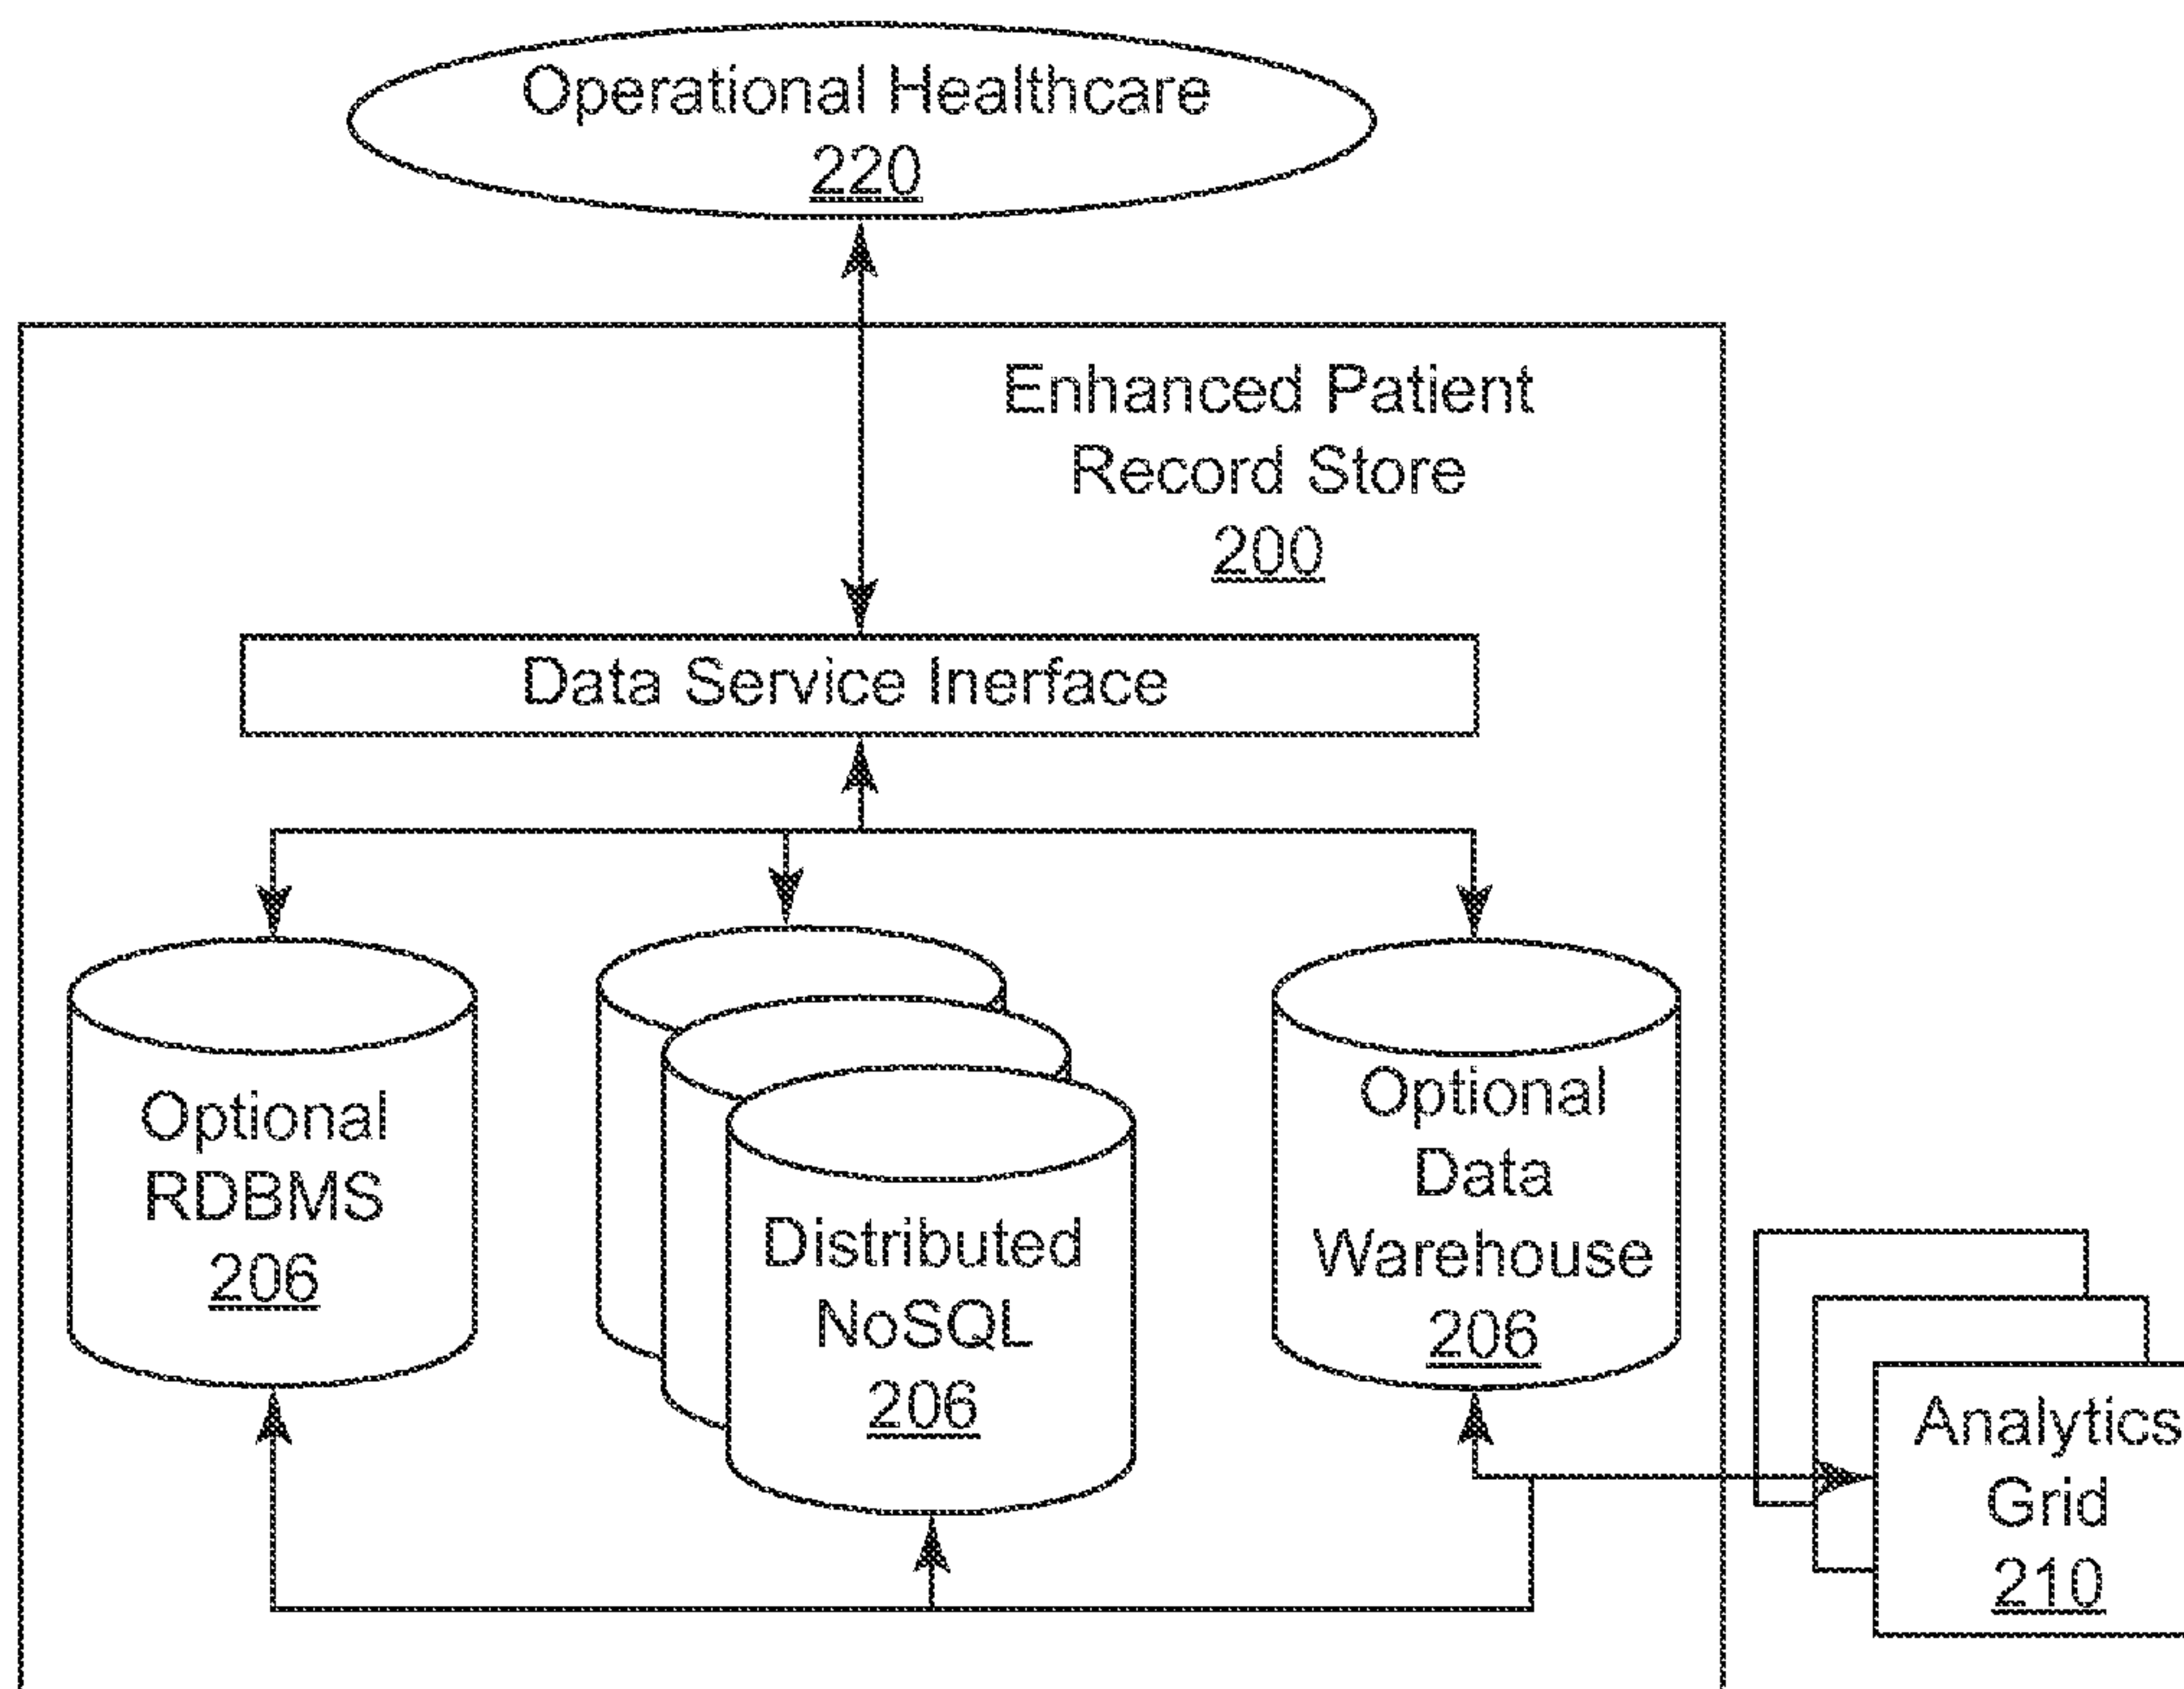 Operational Healthcare
220
Enhanced Patient
Record Store
200
Data Service Inerface
Optional
RDBMS
206
Distributed
NoSQL
206
Optional
Data
Warehouse
206
Analytics
Grid
210